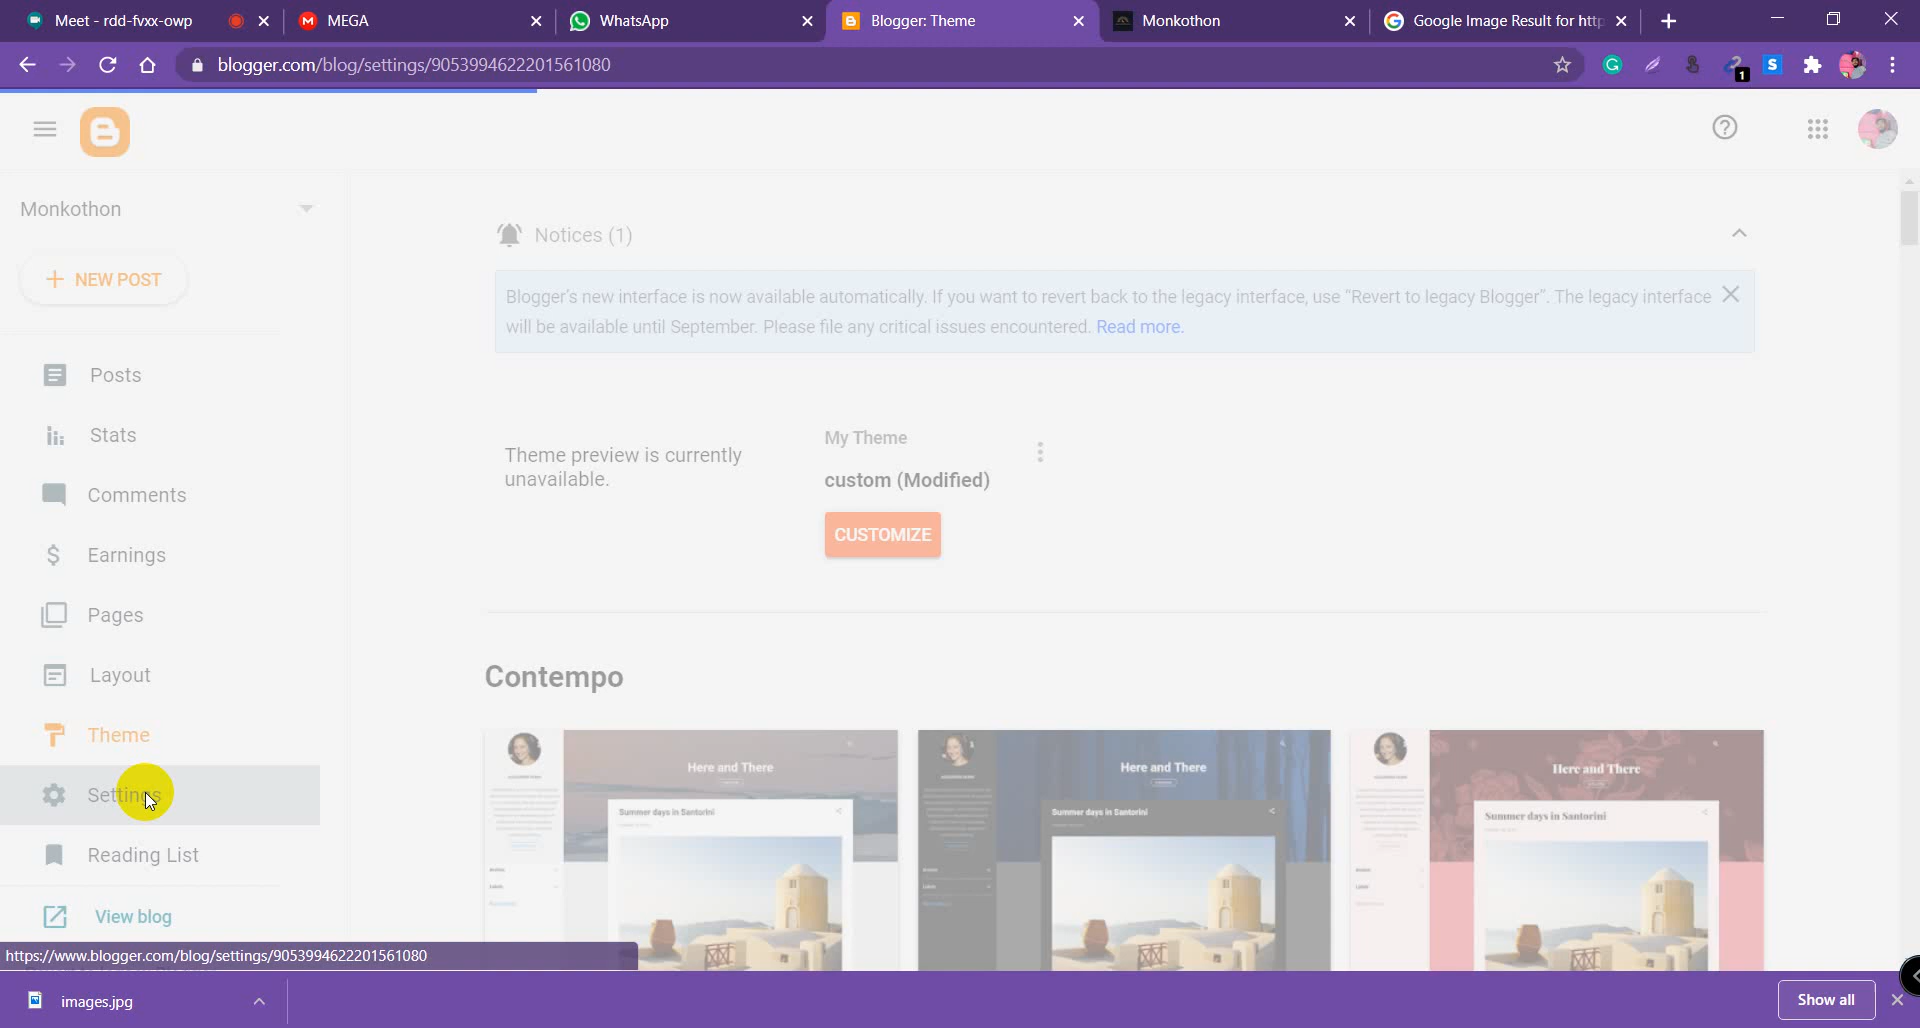 Meet - rdd-fvxx-owp
MEGA
WhatsApp
Blogger: Theme
Monkothon
Google Image Result for http
blogger.com/blog/settings/9053994622201561080
1
Monkothon
NEW POST
Posts
Stats
Comments
Earnings
Pages
Layout
Theme
Settings
Reading List
View blog
Notices (1)
Blogger's new interface is now available automatically. If you want to revert back to the legacy interface, use "Revert to legacy Blogger". The legacy interface
will be available until September. Please file any critical issues encountered. Read more.
Theme preview is currently
unavailable.
My Theme
custom (Modified)
CUSTOMIZE
Contempo
Here and There
Summer days in Santorini
Here and There
Summer days in Santorini
Here and There
Summer days in Santorini
https://www.blogger.com/blog/settings/9053994622201561080
images.jpg
Show all